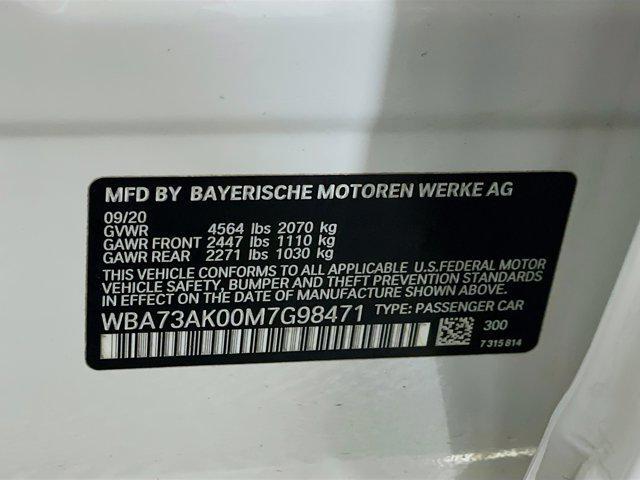 MFD BY BAYERISCHE MOTOREN WERKE AG
09/20
GVWR 4564 lbs 2070 kg
GAWR FRONT 2447 lbs 1110 kg
GAWR REAR 2271 lbs 1030 kg
THIS VEHICLE CONFORMS TO ALL APPLICABLE U.S.FEDERAL MOTOR
VEHICLE SAFETY, BUMPER AND THEFT PREVENTION STANDARDS
IN EFFECT ON THE DATE OF MANUFACTURE SHOWN ABOVE.
WBA73AK00M7G98471 TYPE: PASSENGER CAR
300
7315814